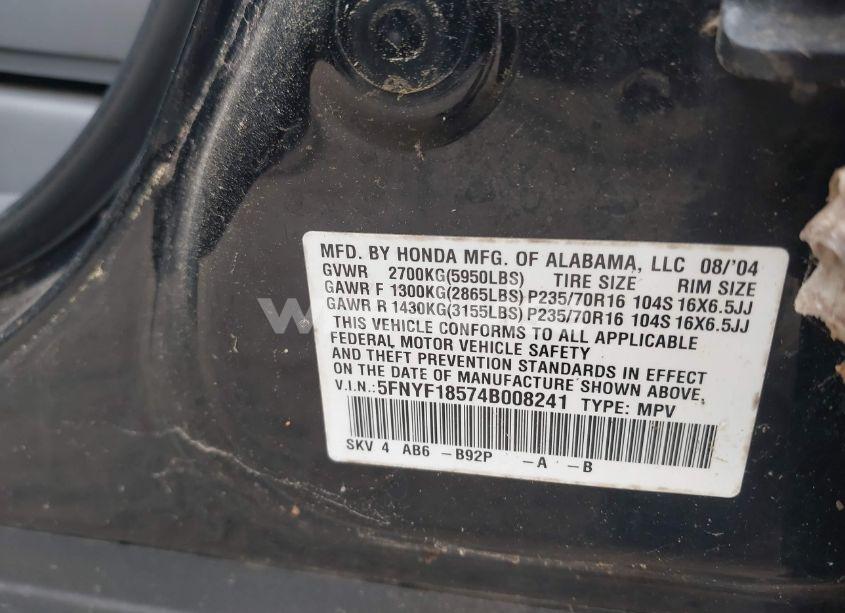 MFD. BY HONDA MFG. OF ALABAMA, LLC 08/'04
GVWR 2700KG(5950LBS) TIRE SIZE RIM SIZE
GAWR F 1300KG(2865LBS) P235/70R16 104S 16X6.5JJ
GAWR R 1430KG(3155LBS) P235/70R16 104S 16X6.5JJ
THIS VEHICLE CONFORMS TO ALL APPLICABLE
FEDERAL MOTOR VEHICLE SAFETY
AND THEFT PREVENTION STANDARDS IN EFFECT
ON THE DATE OF MANUFACTURE SHOWN ABOVE,
V.I.N.: 5FNYF18574B008241 TYPE: MPV
SKV 4 AB6 -B92P -A -B